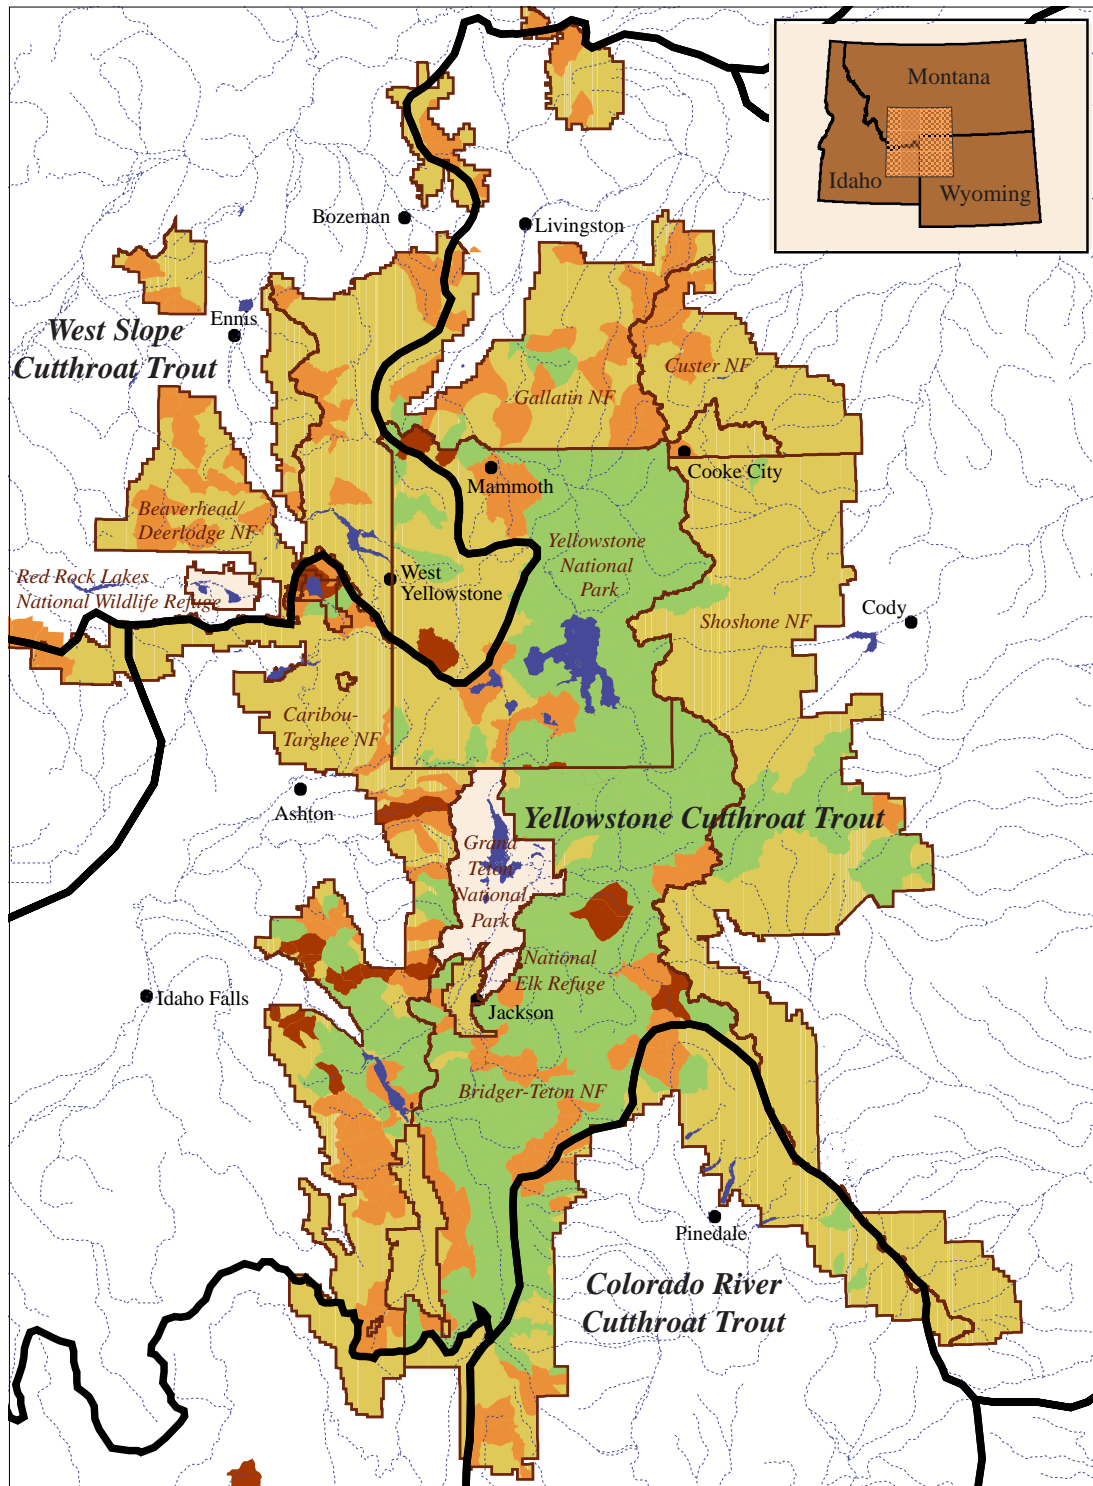 Montana
Idaho
Wyoming
Bozeman
Livingston
West Slope
Cutthroat Trout
Ennis
Custer NF
Gallatin NF
Cooke City
Mammoth
Beaverhead/
Deerlodge NF
Yellowstone
National
Park
Red Rock Lakes
National Wildlife Refuge
West
Yellowstone
Cody
Shoshone NF
Caribou-
Targhee NF
Ashton
Yellowstone Cutthroat Trout
Grand
Teton
National
Park
National
Elk Refuge
Idaho Falls
Jackson
Bridger-Teton NF
Pinedale
Colorado River
Cutthroat Trout